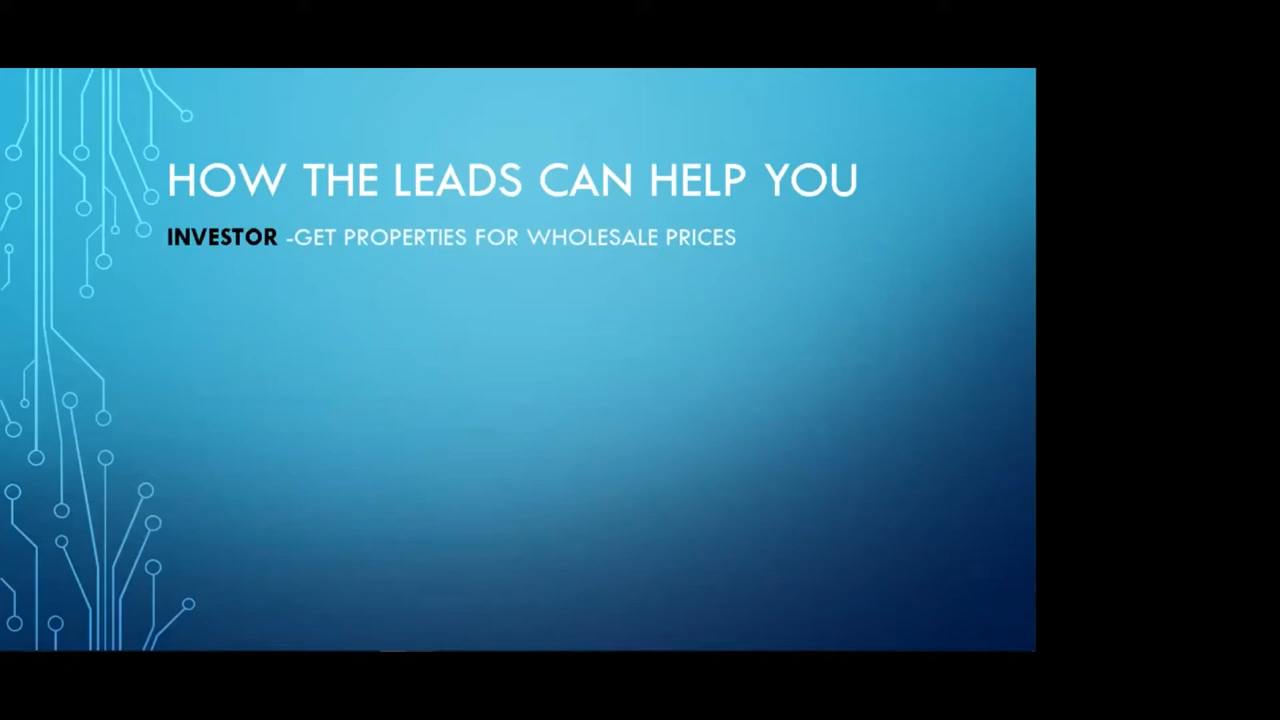 HOW THE LEADS CAN HELP YOU
INVESTOR -GET PROPERTIES FOR WHOLESALE PRICES